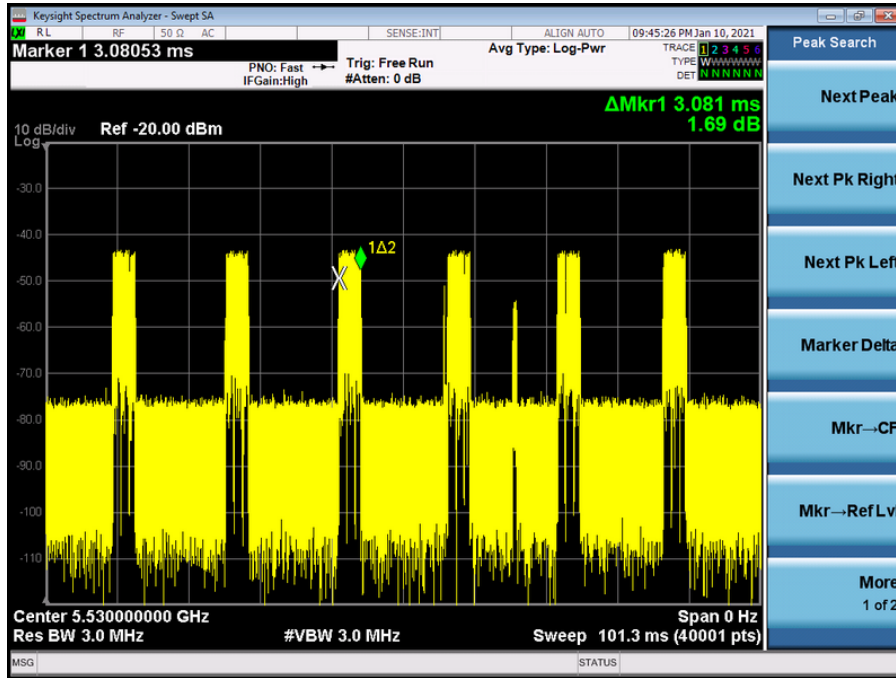 Keysight Spectrum Analyzer - Swept SA
LXI RL RF 50 Ω AC SENSE:INT ALIGN AUTO 09:45:26 PM Jan 10, 2021
Marker 1 3.08053 ms
PNO: Fast
IFGain:High
Trig: Free Run
#Atten: 0 dB
Avg Type: Log-Pwr
TRACE 1 2 3 4 5 6
TYPE W
DET N N N N N N
ΔMkr1 3.081 ms
1.69 dB
10 dB/div Ref -20.00 dBm
Log
-30.0
-40.0
-50.0
-60.0
-70.0
-80.0
-90.0
-100
-110
1Δ2
X
Center 5.530000000 GHz Span 0 Hz
Res BW 3.0 MHz #VBW 3.0 MHz Sweep 101.3 ms (40001 pts)
MSG STATUS
Peak Search
Next Peak
Next Pk Right
Next Pk Left
Marker Delta
Mkr→CF
Mkr→Ref Lvl
More
1 of 2